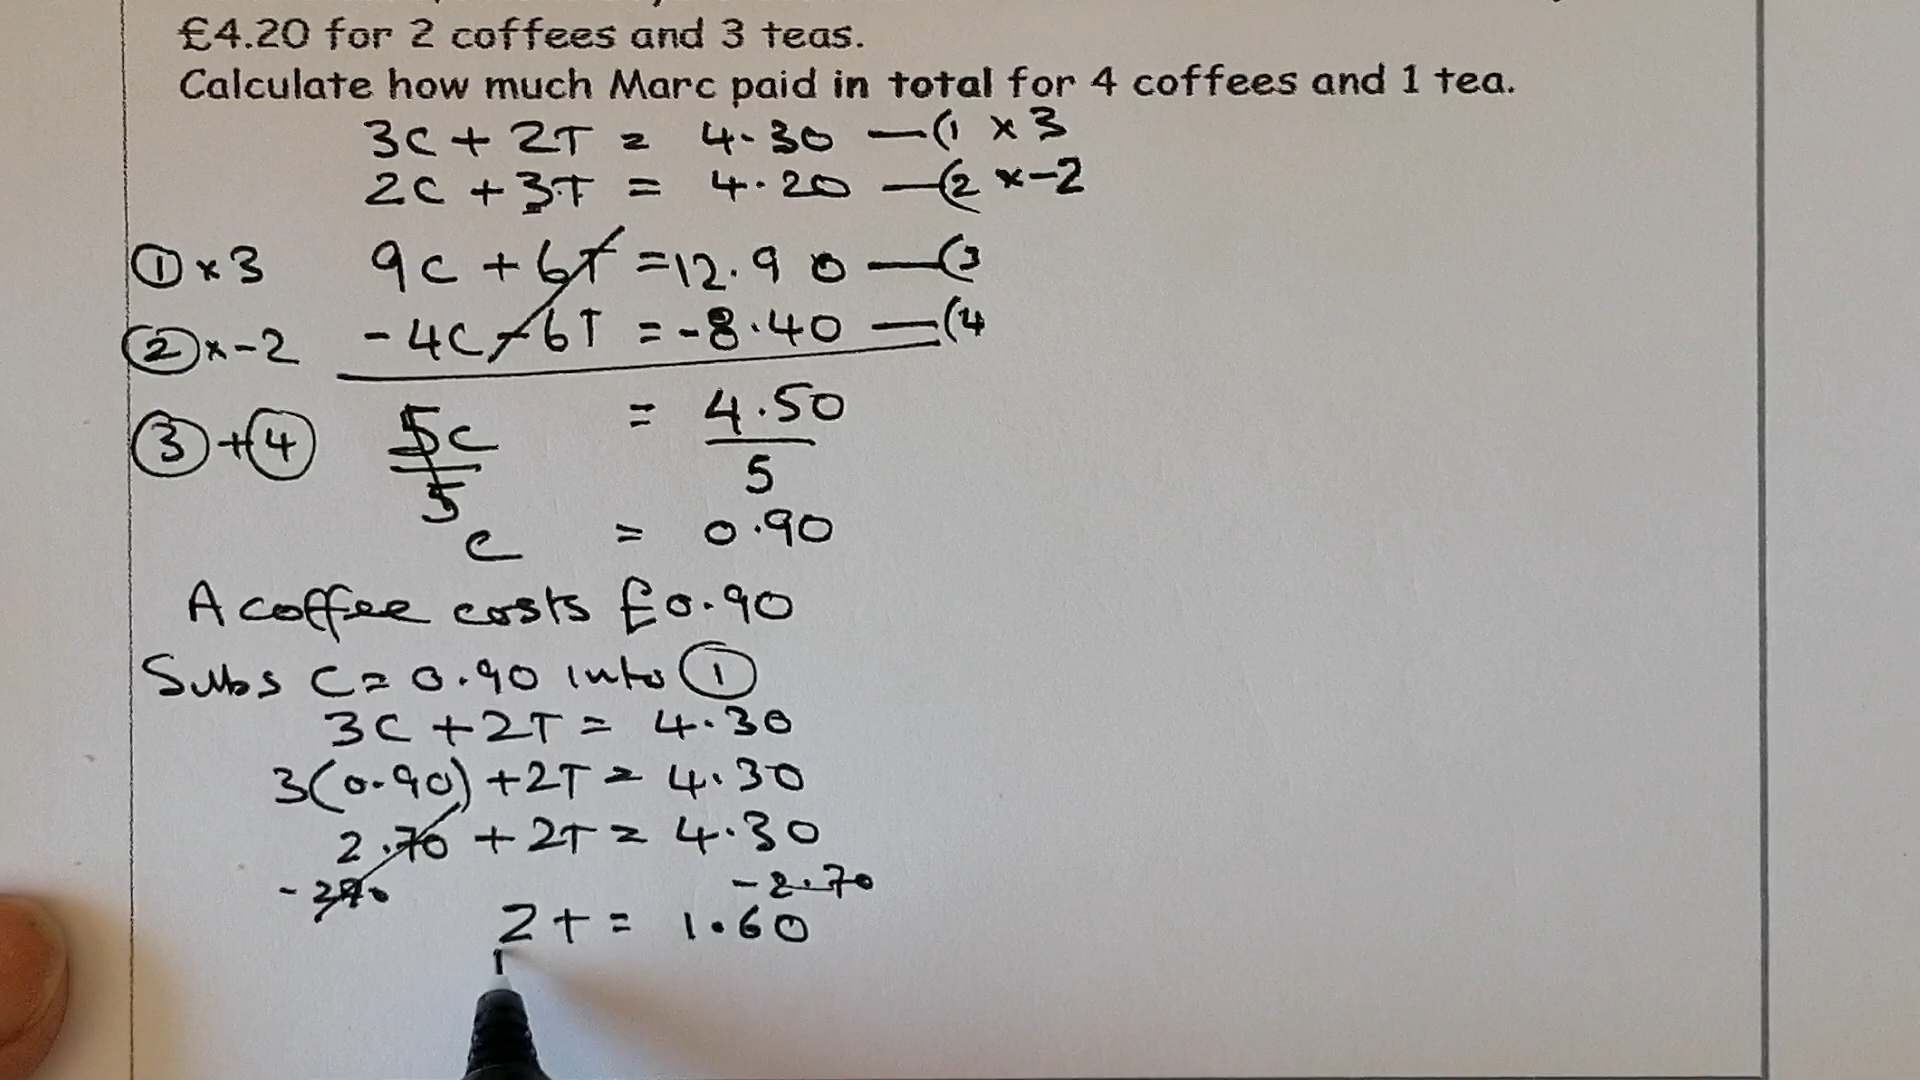 £4.20 for 2 coffees and 3 teas.
Calculate how much Marc paid in total for 4 coffees and 1 tea.
3C + 2T = 4.30 —(1 × 3
2C + 3T = 4.20 —(2 × -2
① × 3 9C + 6T = 12.90 —(3
② × -2 - 4C - 6T = -8.40 —(4
③ + ④ 5C = 4.50
5 5
C = 0.90
A coffee costs £0.90
Subs C = 0.90 into ①
3C + 2T = 4.30
3(0.90) + 2T = 4.30
2.70 + 2T = 4.30
-2.70
2T = 1.60